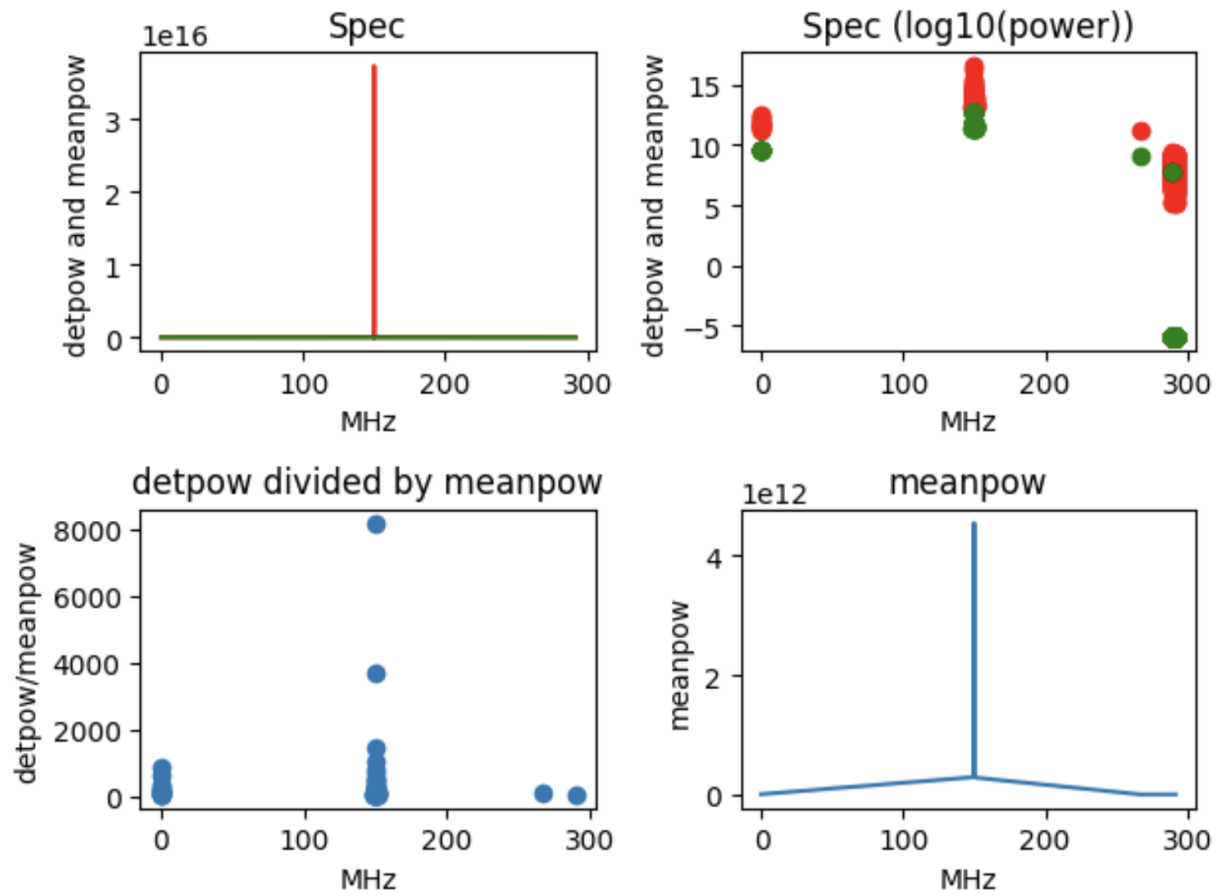 Spec
1e16
detpow and meanpow
3
2
1
0
0 100 200 300
MHz
Spec (log10(power))
detpow and meanpow
15
10
5
0
−5
0 100 200 300
MHz
detpow divided by meanpow
detpow/meanpow
8000
6000
4000
2000
0
0 100 200 300
MHz
meanpow
1e12
meanpow
4
2
0
0 100 200 300
MHz